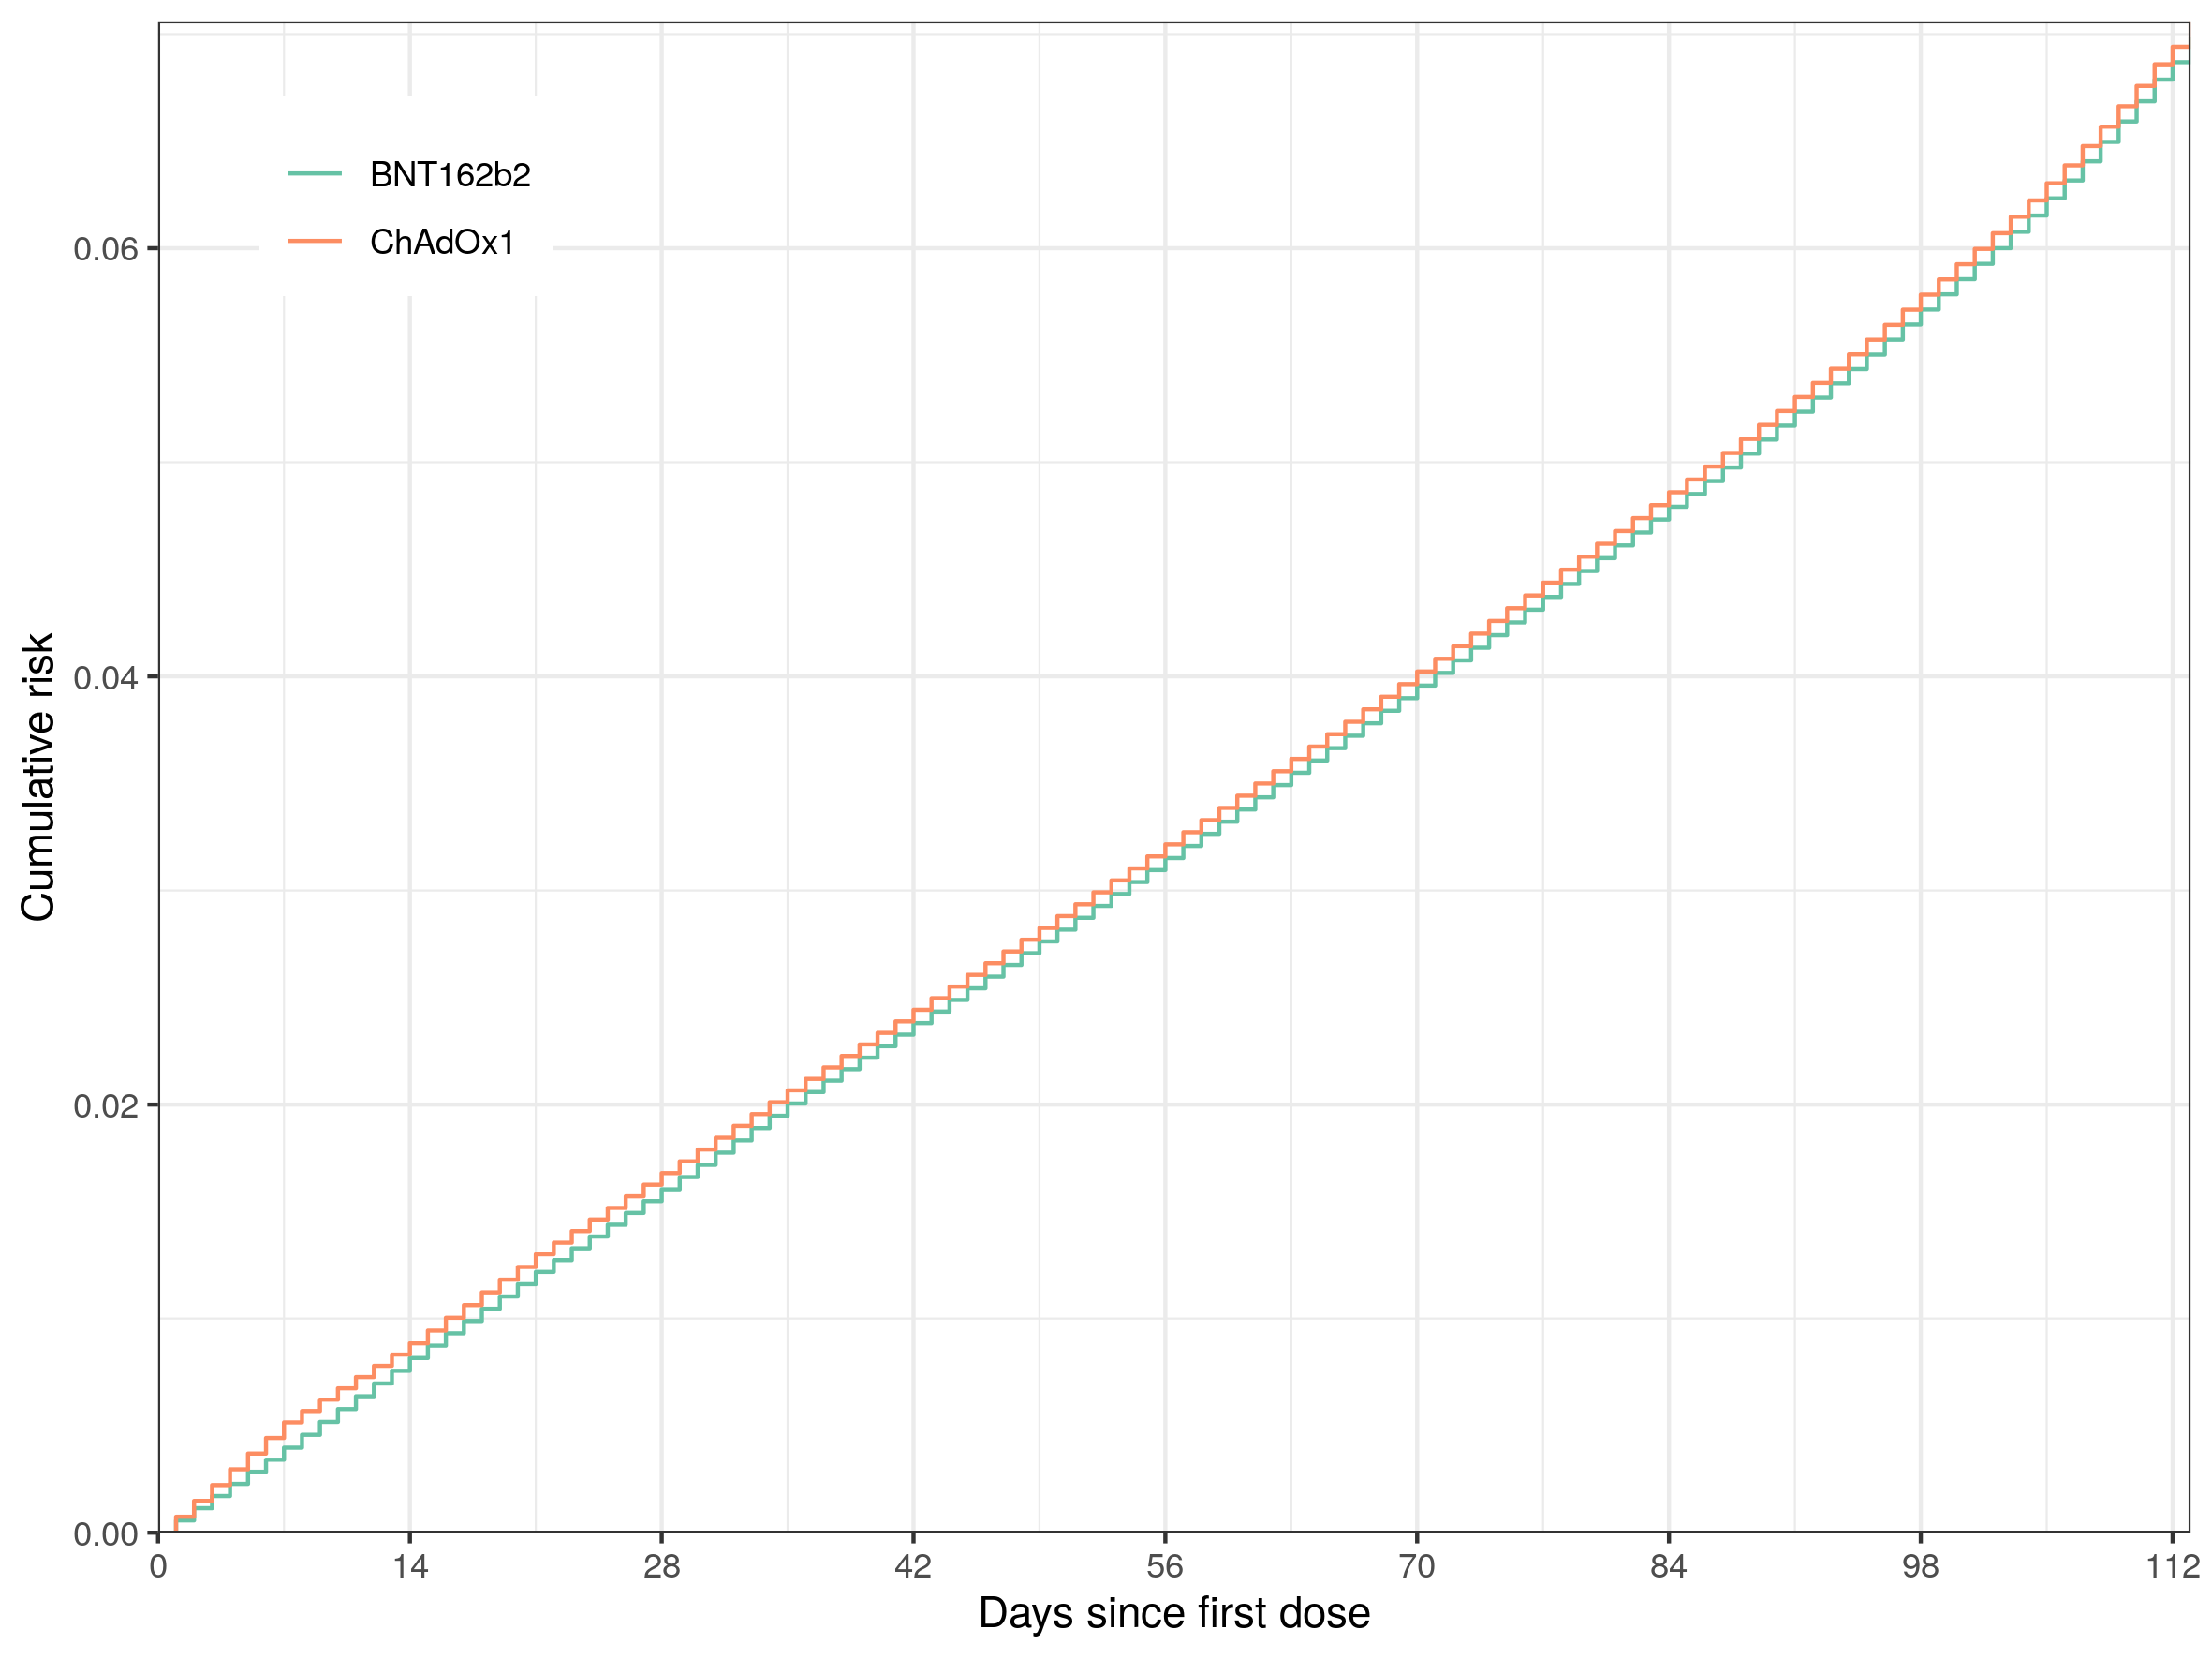 BNT162b2
ChAdOx1
Cumulative risk
0.06
0.04
0.02
0.00
0 14 28 42 56 70 84 98 112
Days since first dose